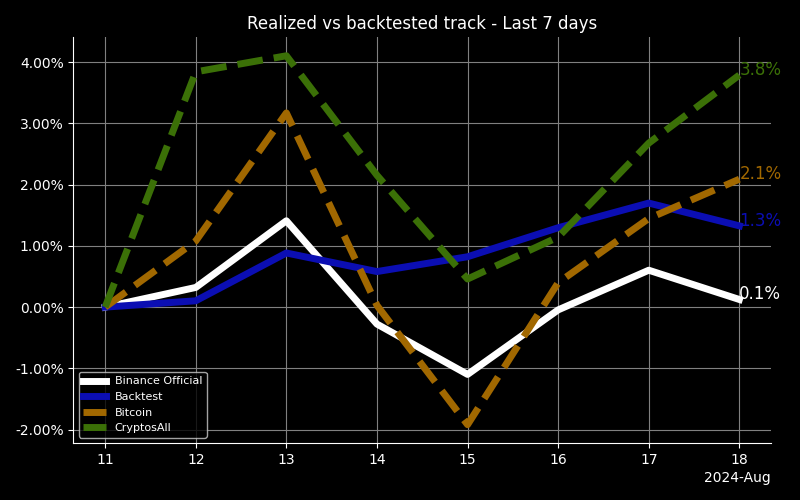 Realized vs backtested track - Last 7 days
4.00%
3.00%
2.00%
1.00%
0.00%
-1.00%
-2.00%
3.8%
2.1%
1.3%
0.1%
Binance Official
Backtest
Bitcoin
CryptosAll
11 12 13 14 15 16 17 18
2024-Aug